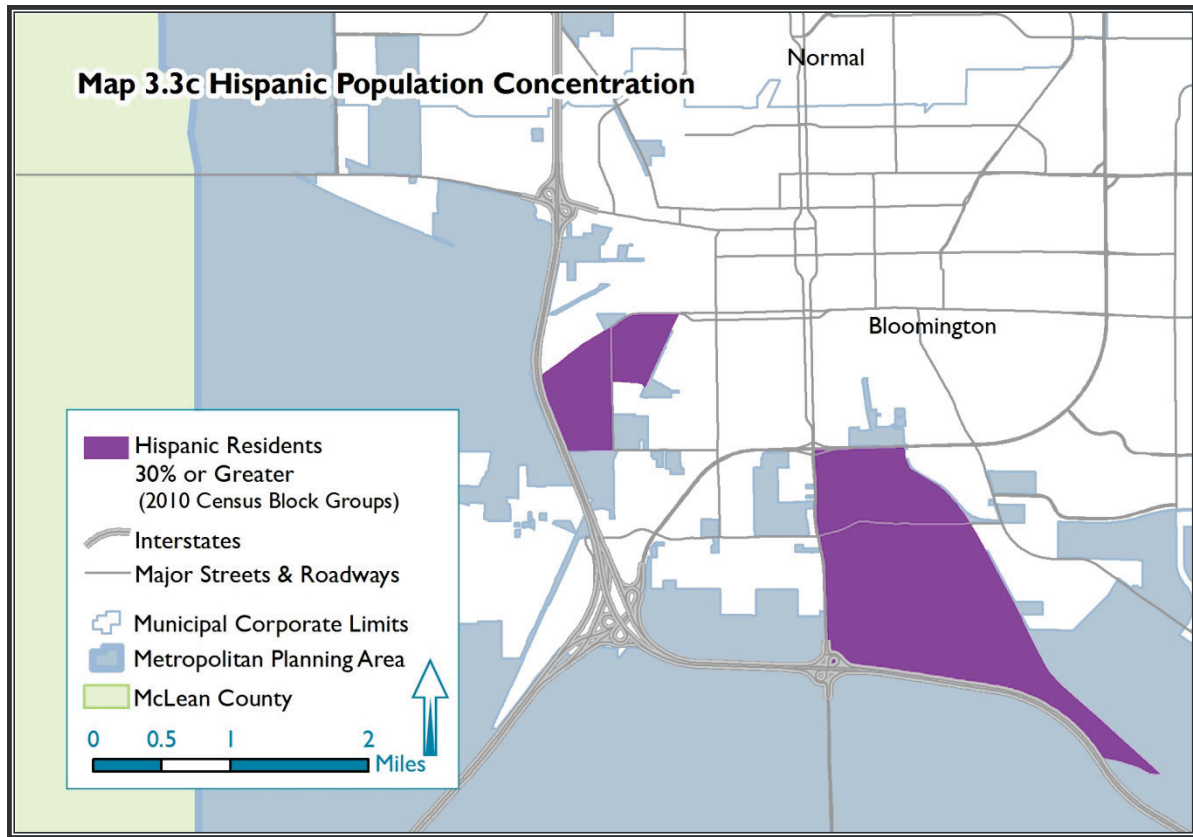 Normal
Map 3.3c Hispanic Population Concentration
Bloomington
Hispanic Residents
30% or Greater
(2010 Census Block Groups)
Interstates
Major Streets & Roadways
Municipal Corporate Limits
Metropolitan Planning Area
McLean County
0 0.5 1 2
Miles